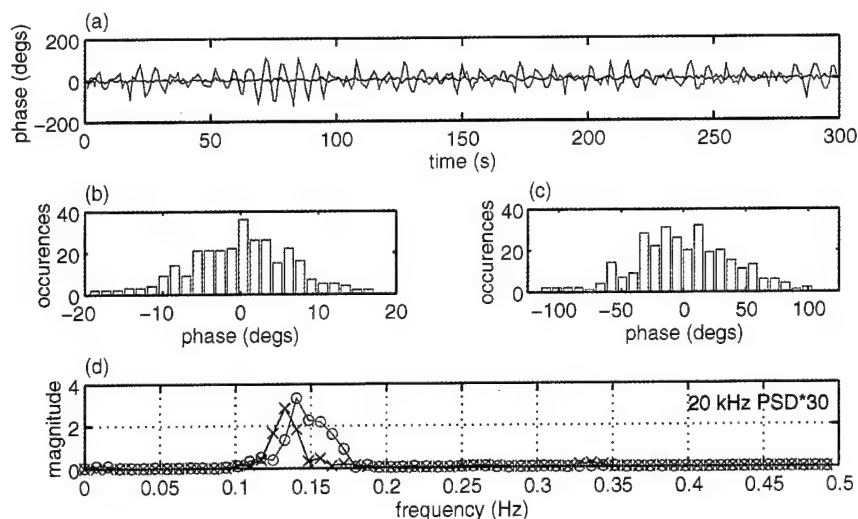 (a)
200
0
−200
phase (degs)
0 50 100 150 200 250 300
time (s)
(b)
40
20
0
occurences
−20 −10 0 10 20
phase (degs)
(c)
40
20
0
occurences
−100 −50 0 50 100
phase (degs)
(d)
4
2
0
magnitude
20 kHz PSD*30
0 0.05 0.1 0.15 0.2 0.25 0.3 0.35 0.4 0.45 0.5
frequency (Hz)